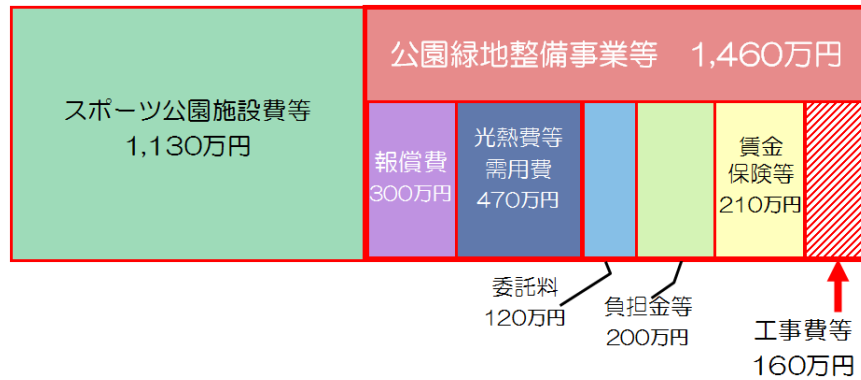 公園緑地整備事業等 1,460万円
スポーツ公園施設費等
1,130万円
報償費
300万円
光熱費等
需用費
470万円
賃金
保険等
210万円
委託料
120万円
負担金等
200万円
工事費等
160万円